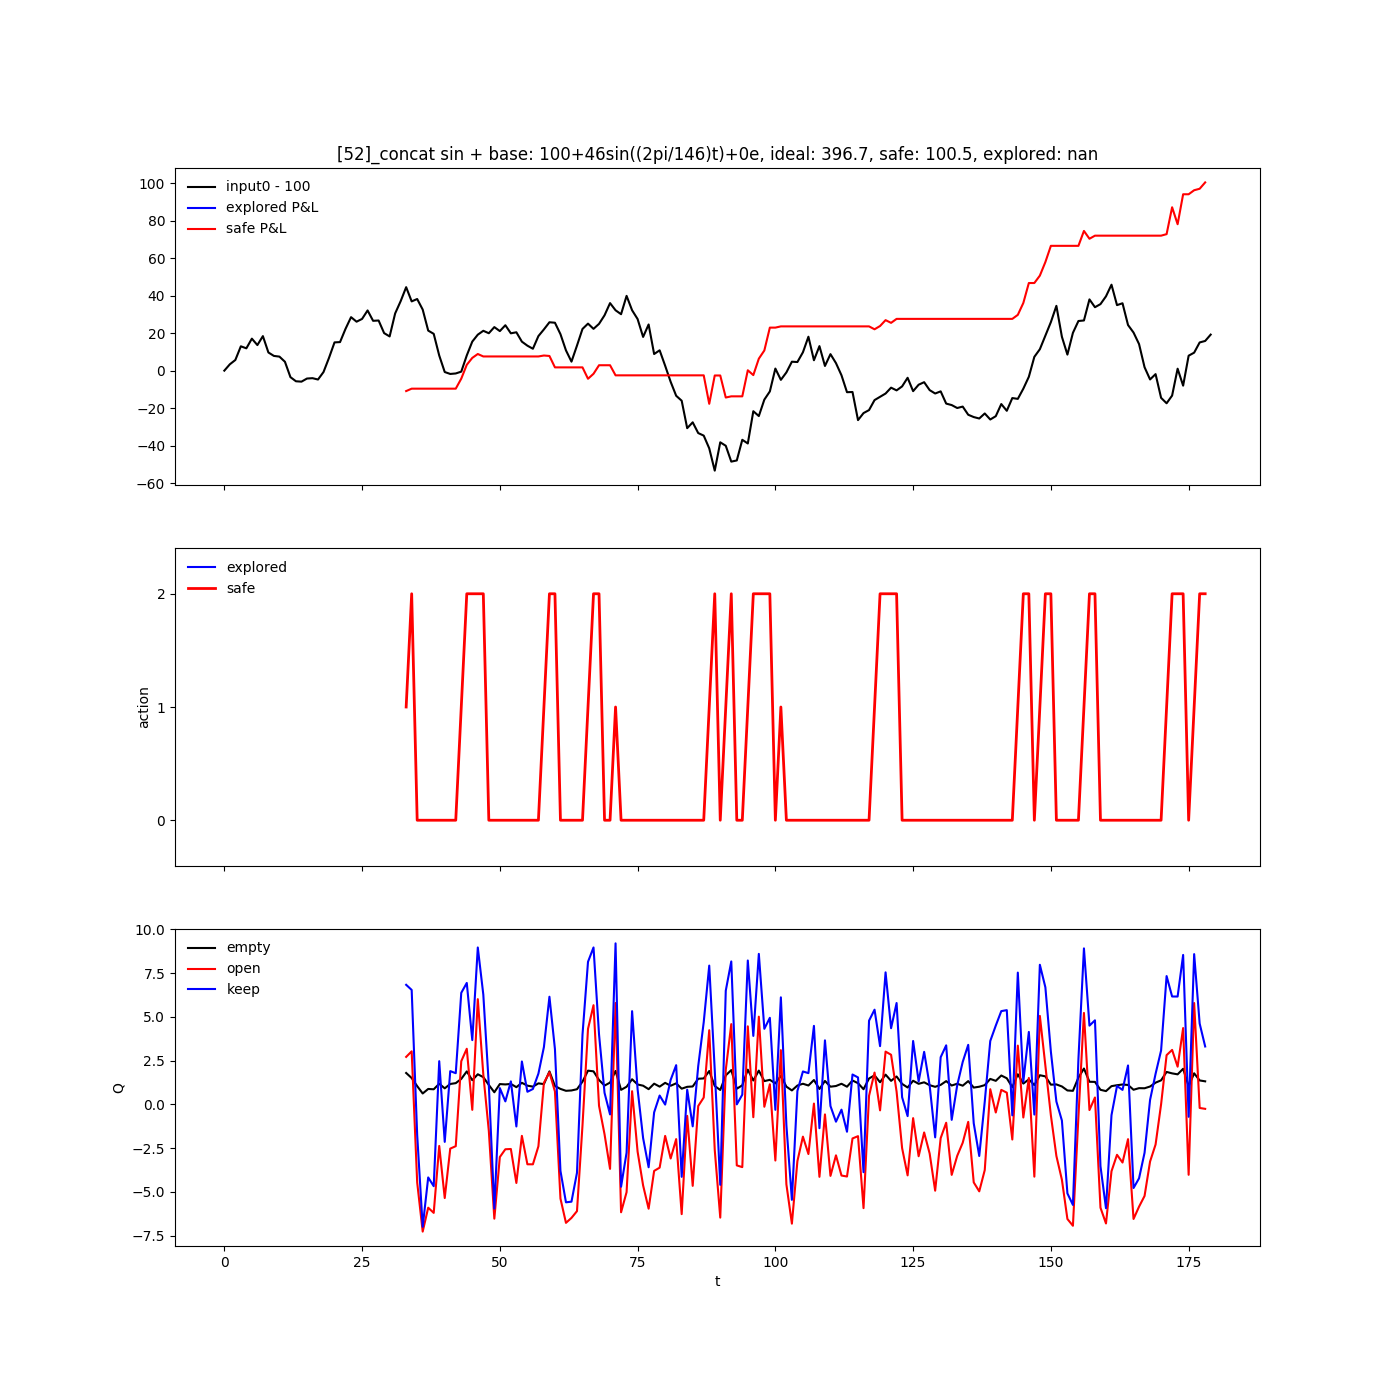 [52]_concat sin + base: 100+46sin((2pi/146)t)+0e, ideal: 396.7, safe: 100.5, explored: nan
100
80
60
40
20
0
−20
−40
−60
input0 - 100
explored P&L
safe P&L
2
1
0
action
explored
safe
10.0
7.5
5.0
2.5
0.0
−2.5
−5.0
−7.5
Q
empty
open
keep
0 25 50 75 100 125 150 175
t